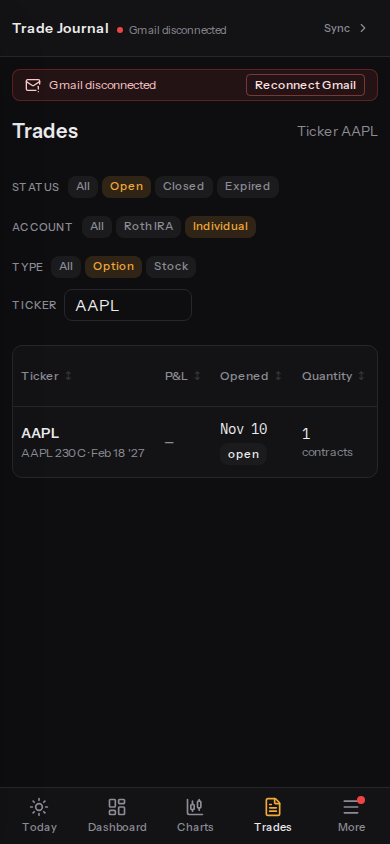 Trade Journal Gmail disconnected Sync
Gmail disconnected Reconnect Gmail
Trades Ticker AAPL
STATUS All Open Closed Expired
ACCOUNT All Roth IRA Individual
TYPE All Option Stock
TICKER AAPL
Ticker P&L Opened Quantity
AAPL – Nov 10 1
AAPL 230 C · Feb 18 '27 open contracts
Today Dashboard Charts Trades More